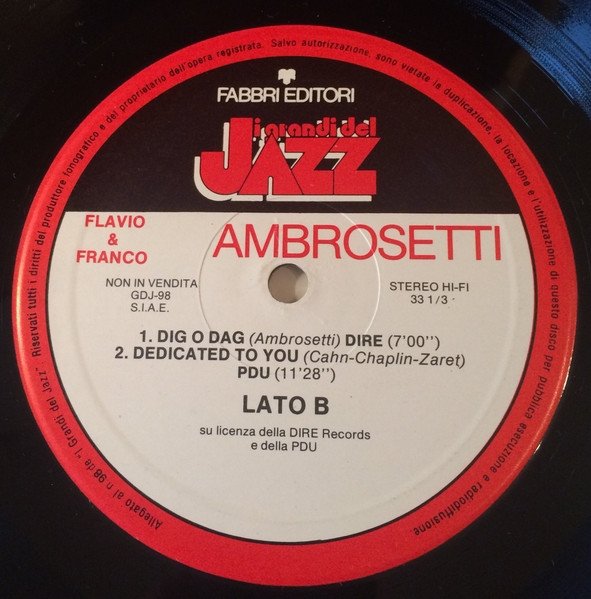 Allegato al n.98 de "I Grandi del Jazz". Riservati tutti i diritti del produttore fonografico e del proprietario dell'opera registrata. Salvo autorizzazione, sono vietate la duplicazione, la locazione e l'utilizzazione di questo disco per pubblica esecuzione e radiodiffusione.
FABBRI EDITORI
i grandi del
JAZZ
FLAVIO
&
FRANCO
AMBROSETTI
NON IN VENDITA
GDJ-98
S.I.A.E.
STEREO HI-FI
33 1/3
1. DIG O DAG (Ambrosetti) DIRE (7'00'')
2. DEDICATED TO YOU (Cahn-Chaplin-Zaret)
PDU (11'28'')
LATO B
su licenza della DIRE Records
e della PDU